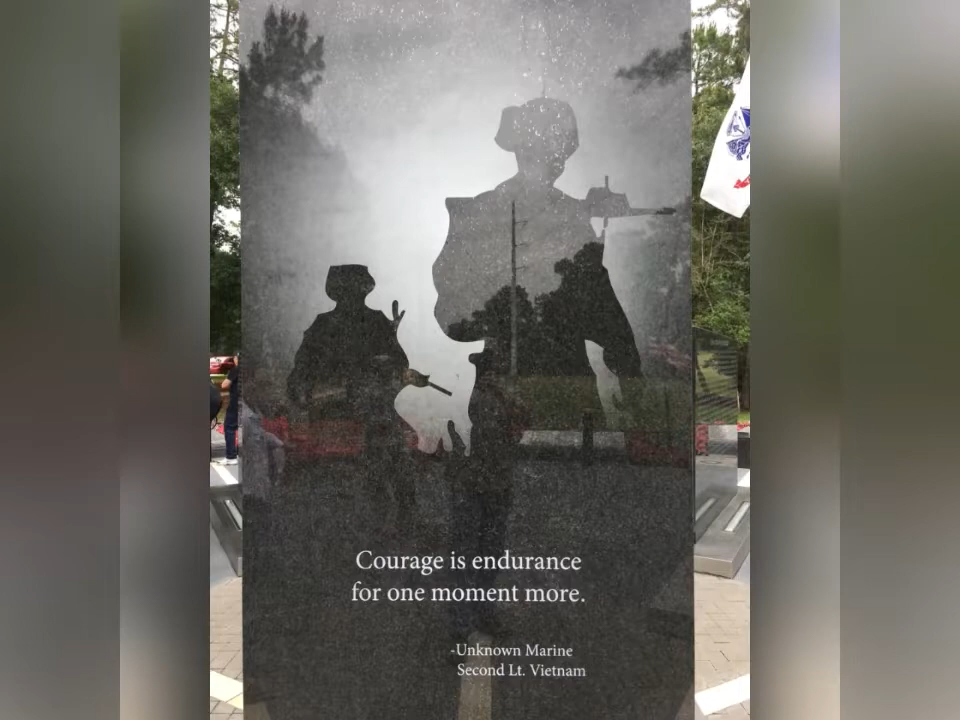 Courage is endurance
for one moment more.
-Unknown Marine
Second Lt. Vietnam